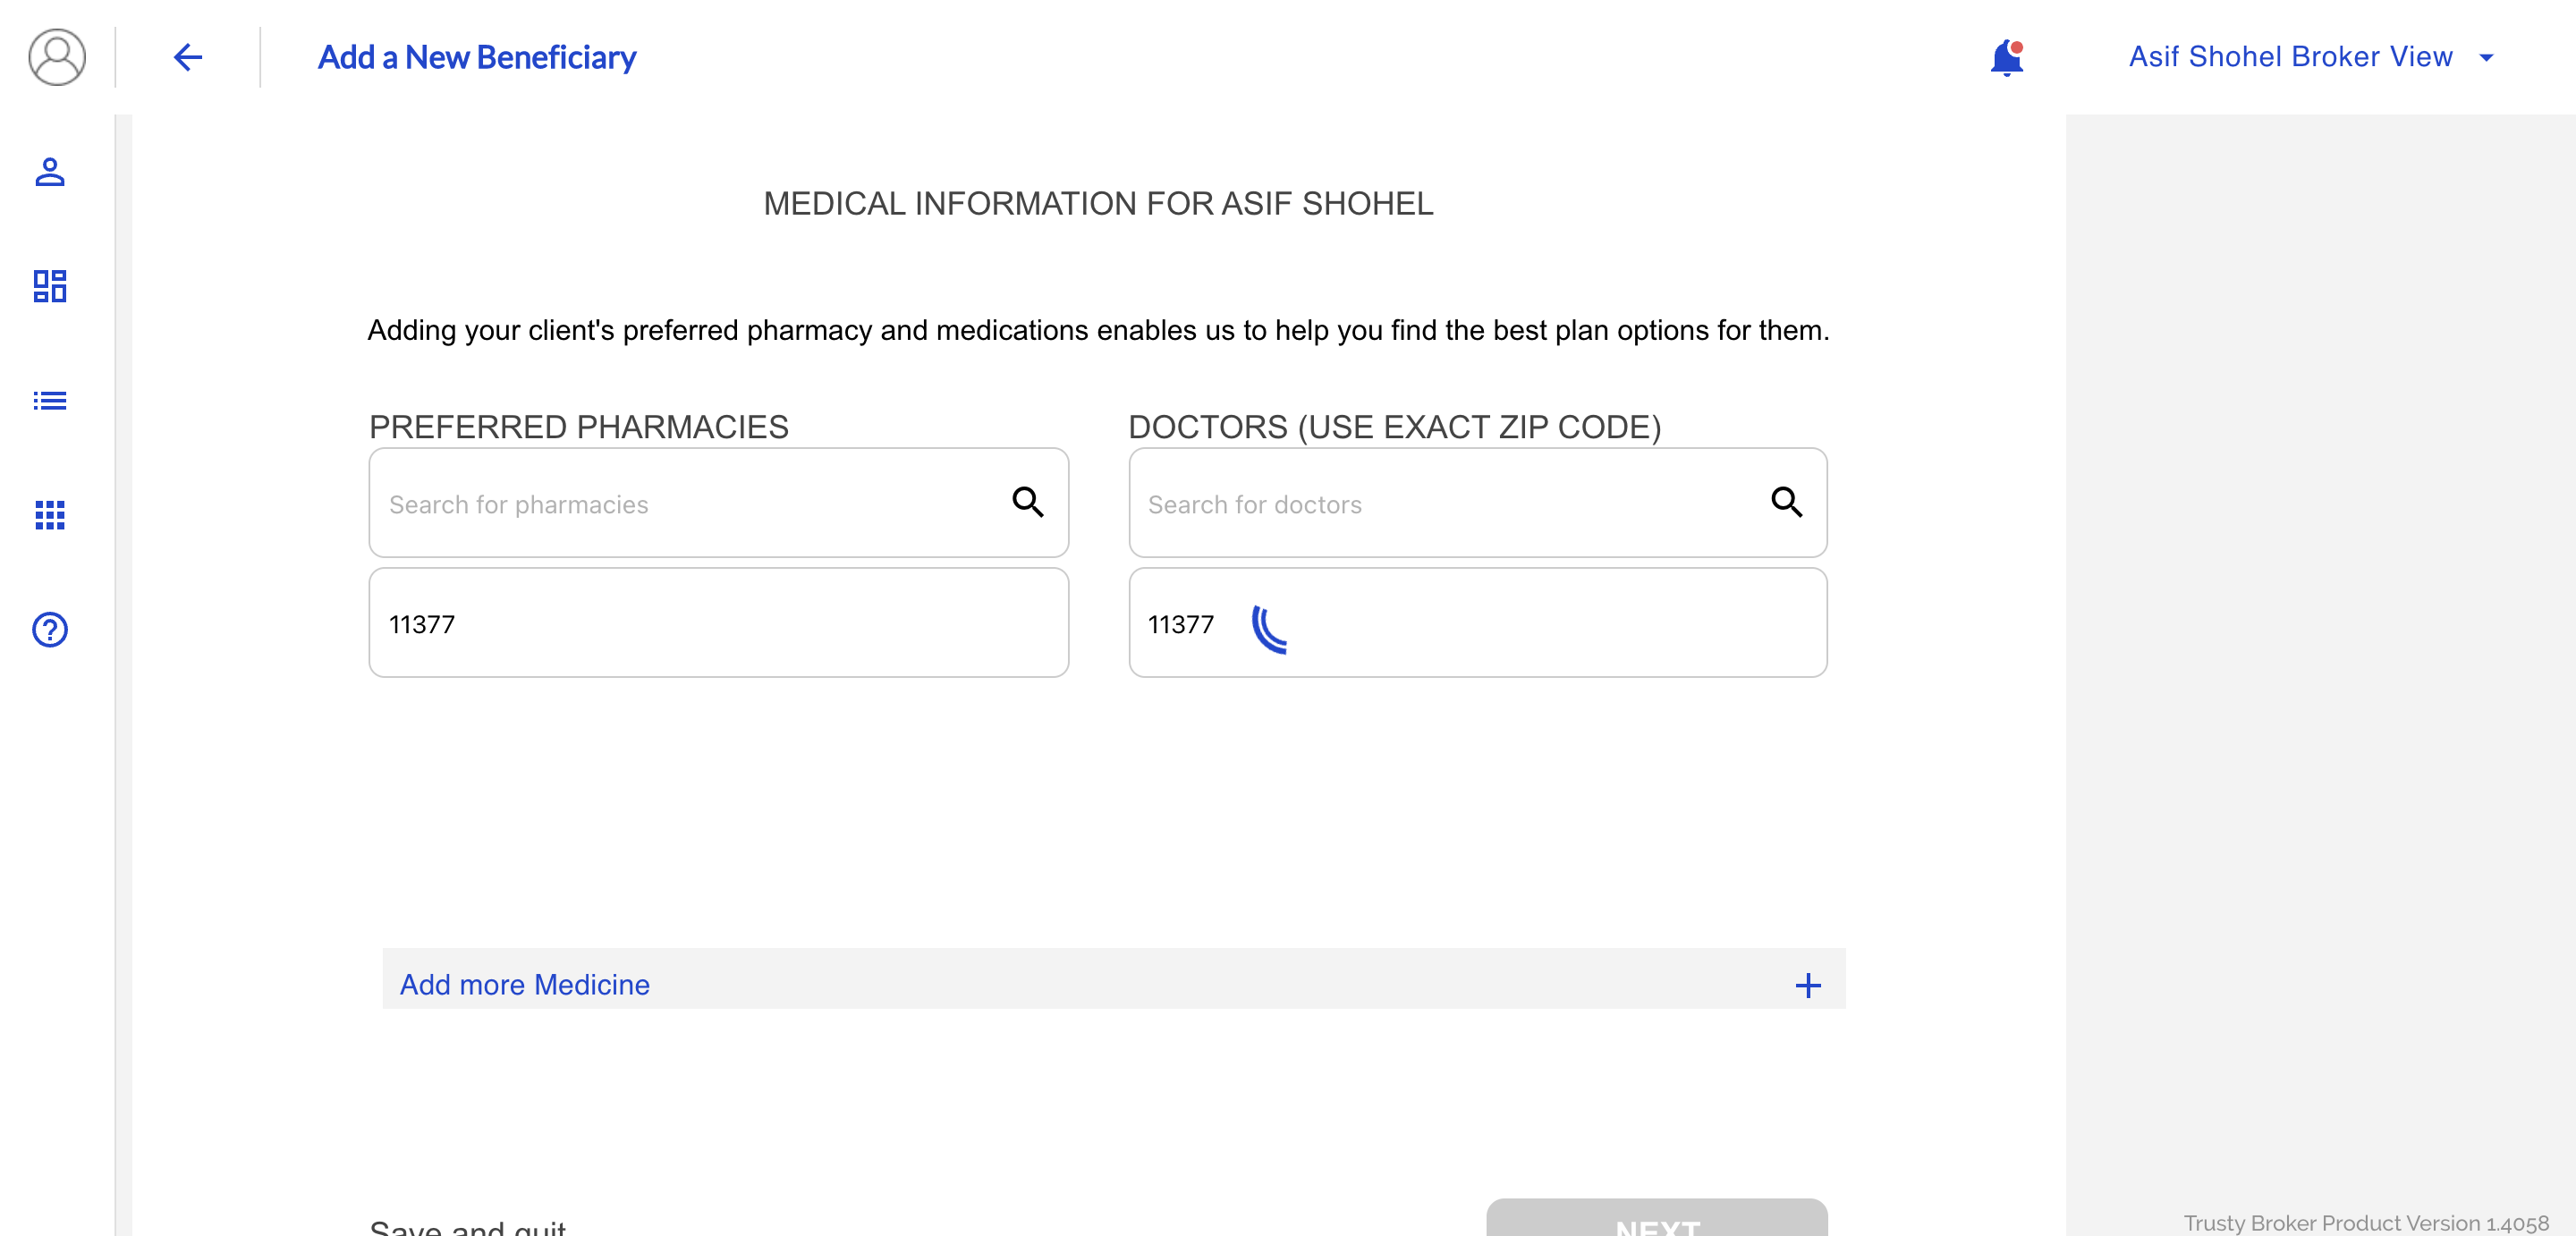 Add a New Beneficiary
Asif Shohel Broker View
MEDICAL INFORMATION FOR ASIF SHOHEL
Adding your client's preferred pharmacy and medications enables us to help you find the best plan options for them.
PREFERRED PHARMACIES
DOCTORS (USE EXACT ZIP CODE)
Search for pharmacies
Search for doctors
11377
11377
Add more Medicine
Save and quit
NEXT
Trusty Broker Product Version 1.4058